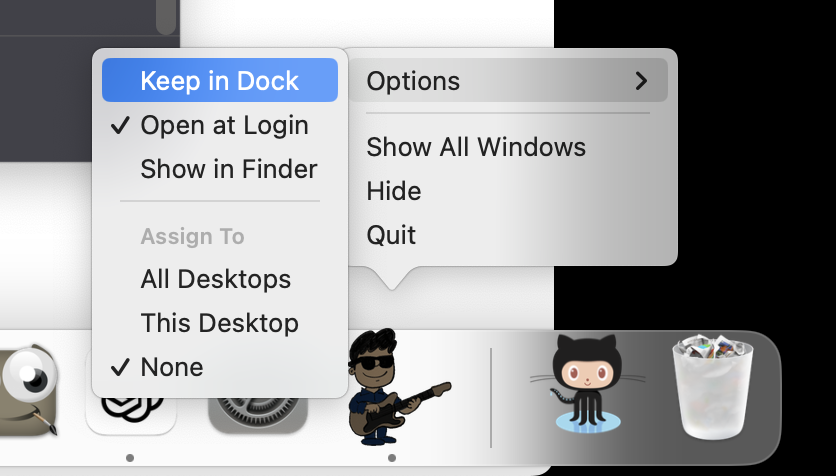 Keep in Dock
Open at Login
Show in Finder
Assign To
All Desktops
This Desktop
None
Options
Show All Windows
Hide
Quit